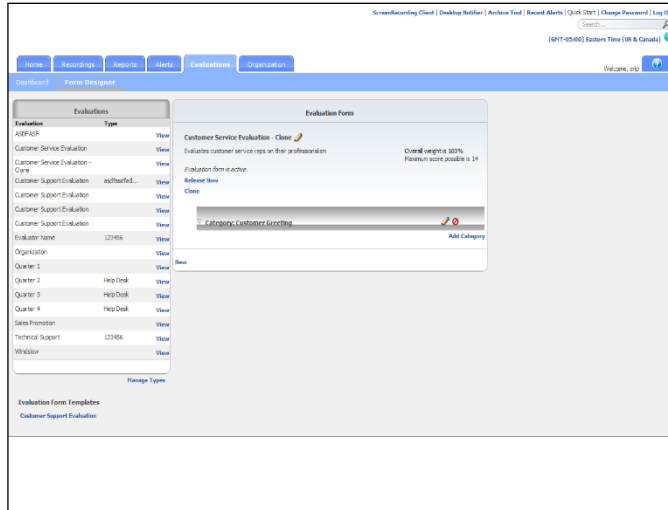 ScreenRecording Client | Desktop Notifier | Archive Tool | Recent Alerts | Quick Start | Change Password | Log O
Search...
(GMT-05:00) Eastern Time (US & Canada)
Home Recordings Reports Alerts Evaluations Organization
Welcome, plp
Dashboard Form Designer
Evaluations
Evaluation Type
ASDFASF View
Customer Service Evaluation View
Customer Service Evaluation - Clone View
Customer Support Evaluation asdfasdfad... View
Customer Support Evaluation View
Customer Support Evaluation View
Customer Support Evaluation View
Evaluator Name 123456 View
Organization View
Quarter 1 View
Quarter 2 Help Desk View
Quarter 3 Help Desk View
Quarter 4 Help Desk View
Sales Promotion View
Technical Support 123456 View
Windslow View
Manage Types
Evaluation Form Templates
Customer Support Evaluation
Evaluation Form
Customer Service Evaluation - Clone
Evaluates customer service reps on their professionalism
Overall weight is 100%
Maximum score possible is 14
Evaluation form is active.
Release Now
Clone
Category: Customer Greeting
Add Category
New